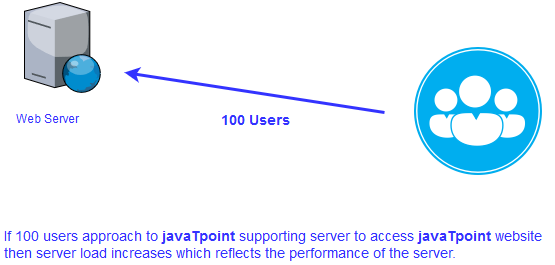 Web Server
100 Users
If 100 users approach to javaTpoint supporting server to access javaTpoint website
then server load increases which reflects the performance of the server.